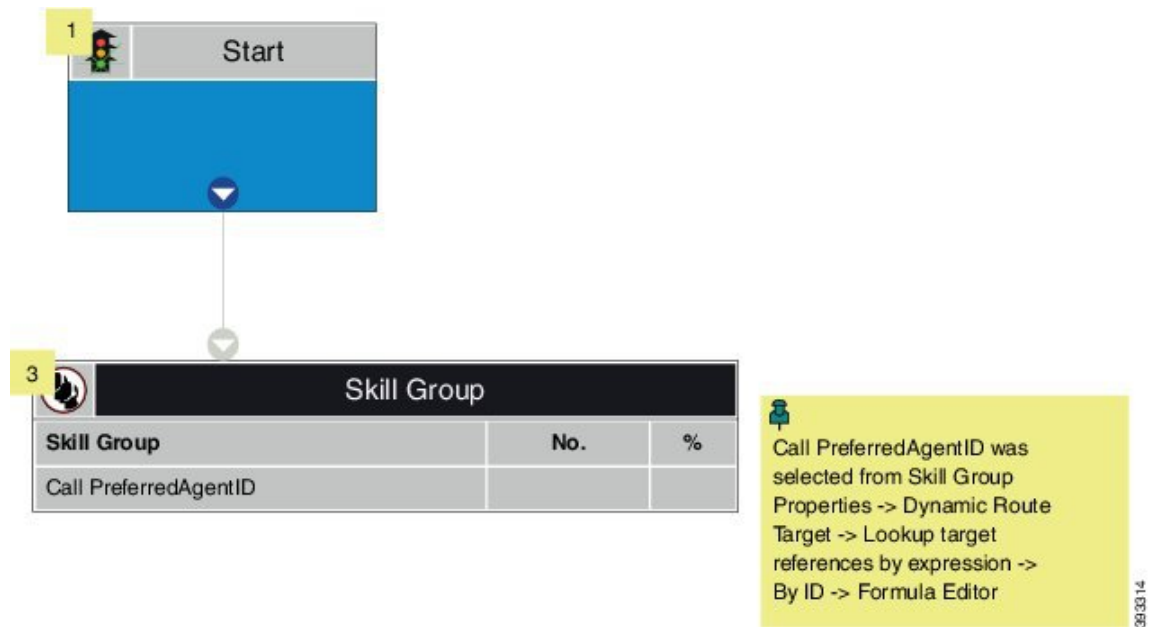 1
Start
3
Skill Group
Skill Group No. %
Call PreferredAgentID
Call PreferredAgentID was
selected from Skill Group
Properties -> Dynamic Route
Target -> Lookup target
references by expression ->
By ID -> Formula Editor
393314